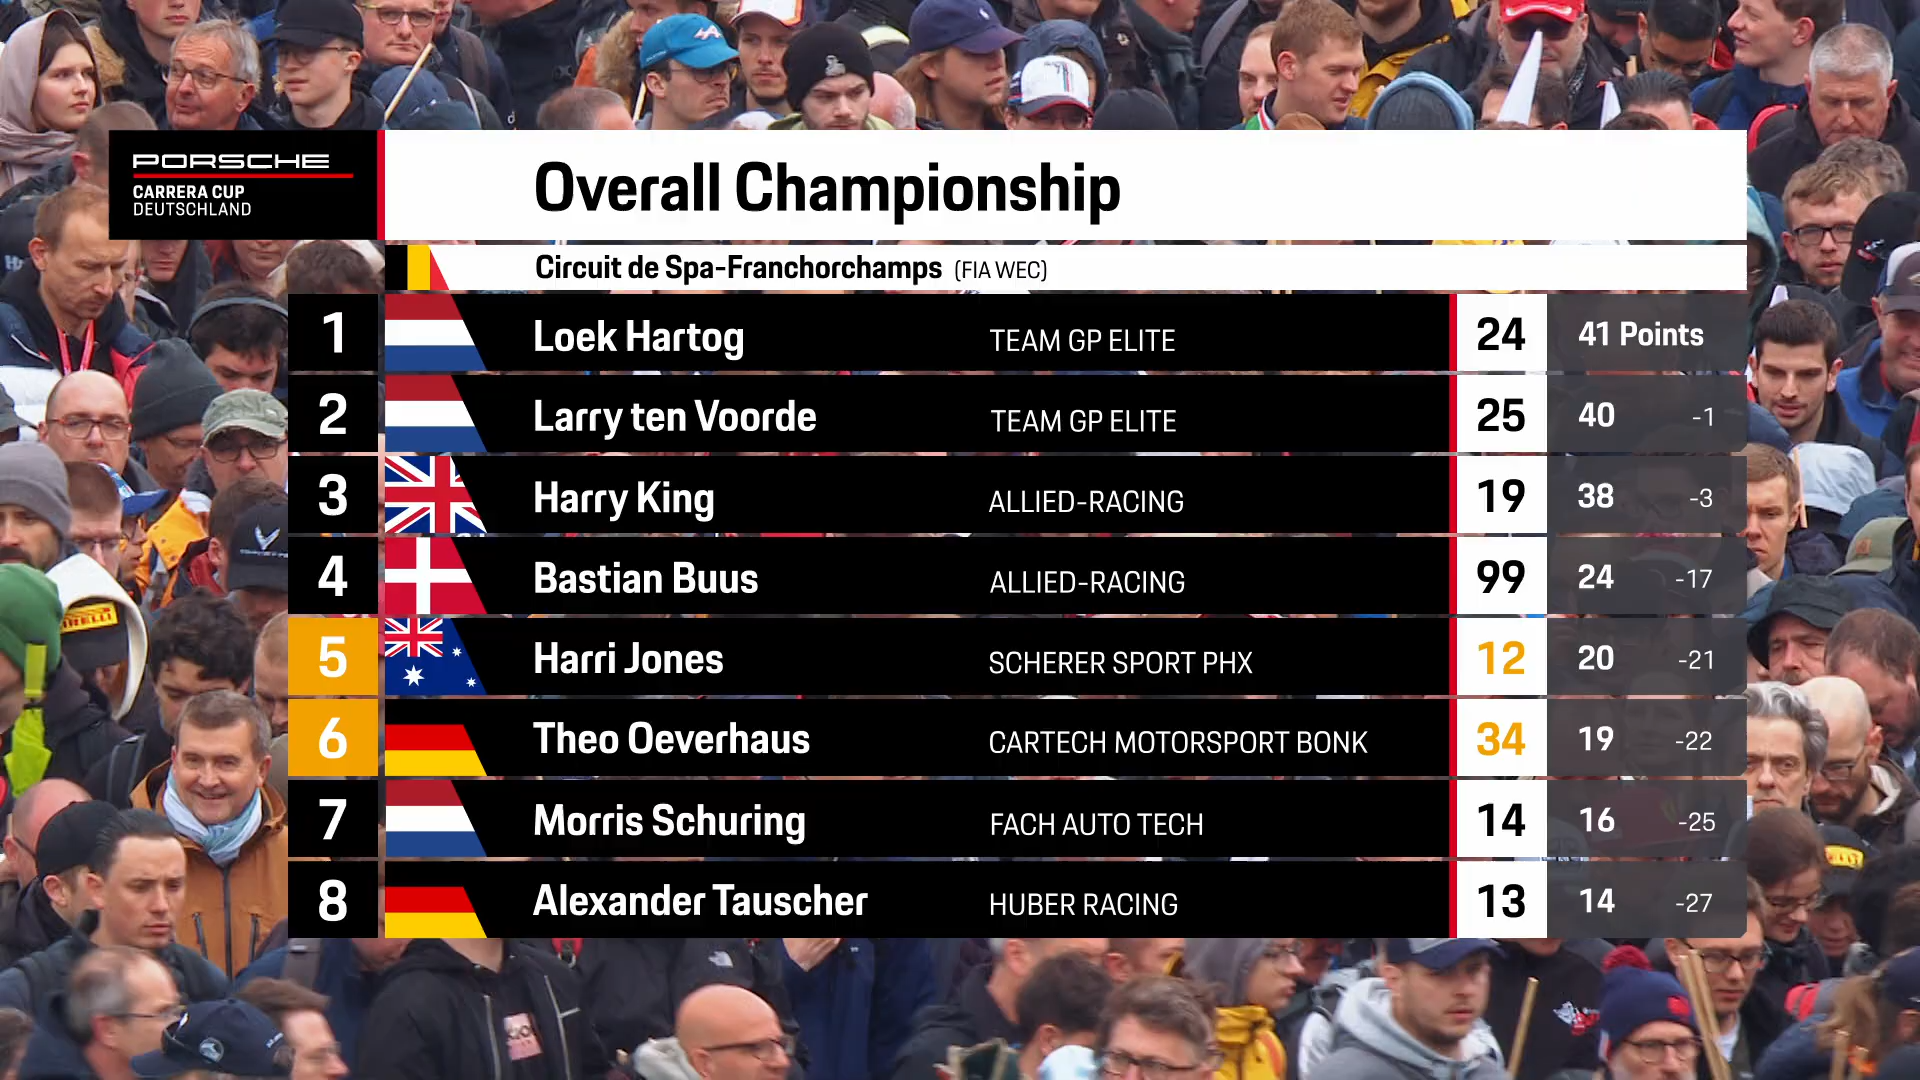 PORSCHE
CARRERA CUP
DEUTSCHLAND
Overall Championship
Circuit de Spa-Franchorchamps (FIA WEC)
1 Loek Hartog TEAM GP ELITE 24 41 Points
2 Larry ten Voorde TEAM GP ELITE 25 40 -1
3 Harry King ALLIED-RACING 19 38 -3
4 Bastian Buus ALLIED-RACING 99 24 -17
5 Harri Jones SCHERER SPORT PHX 12 20 -21
6 Theo Oeverhaus CARTECH MOTORSPORT BONK 34 19 -22
7 Morris Schuring FACH AUTO TECH 14 16 -25
8 Alexander Tauscher HUBER RACING 13 14 -27